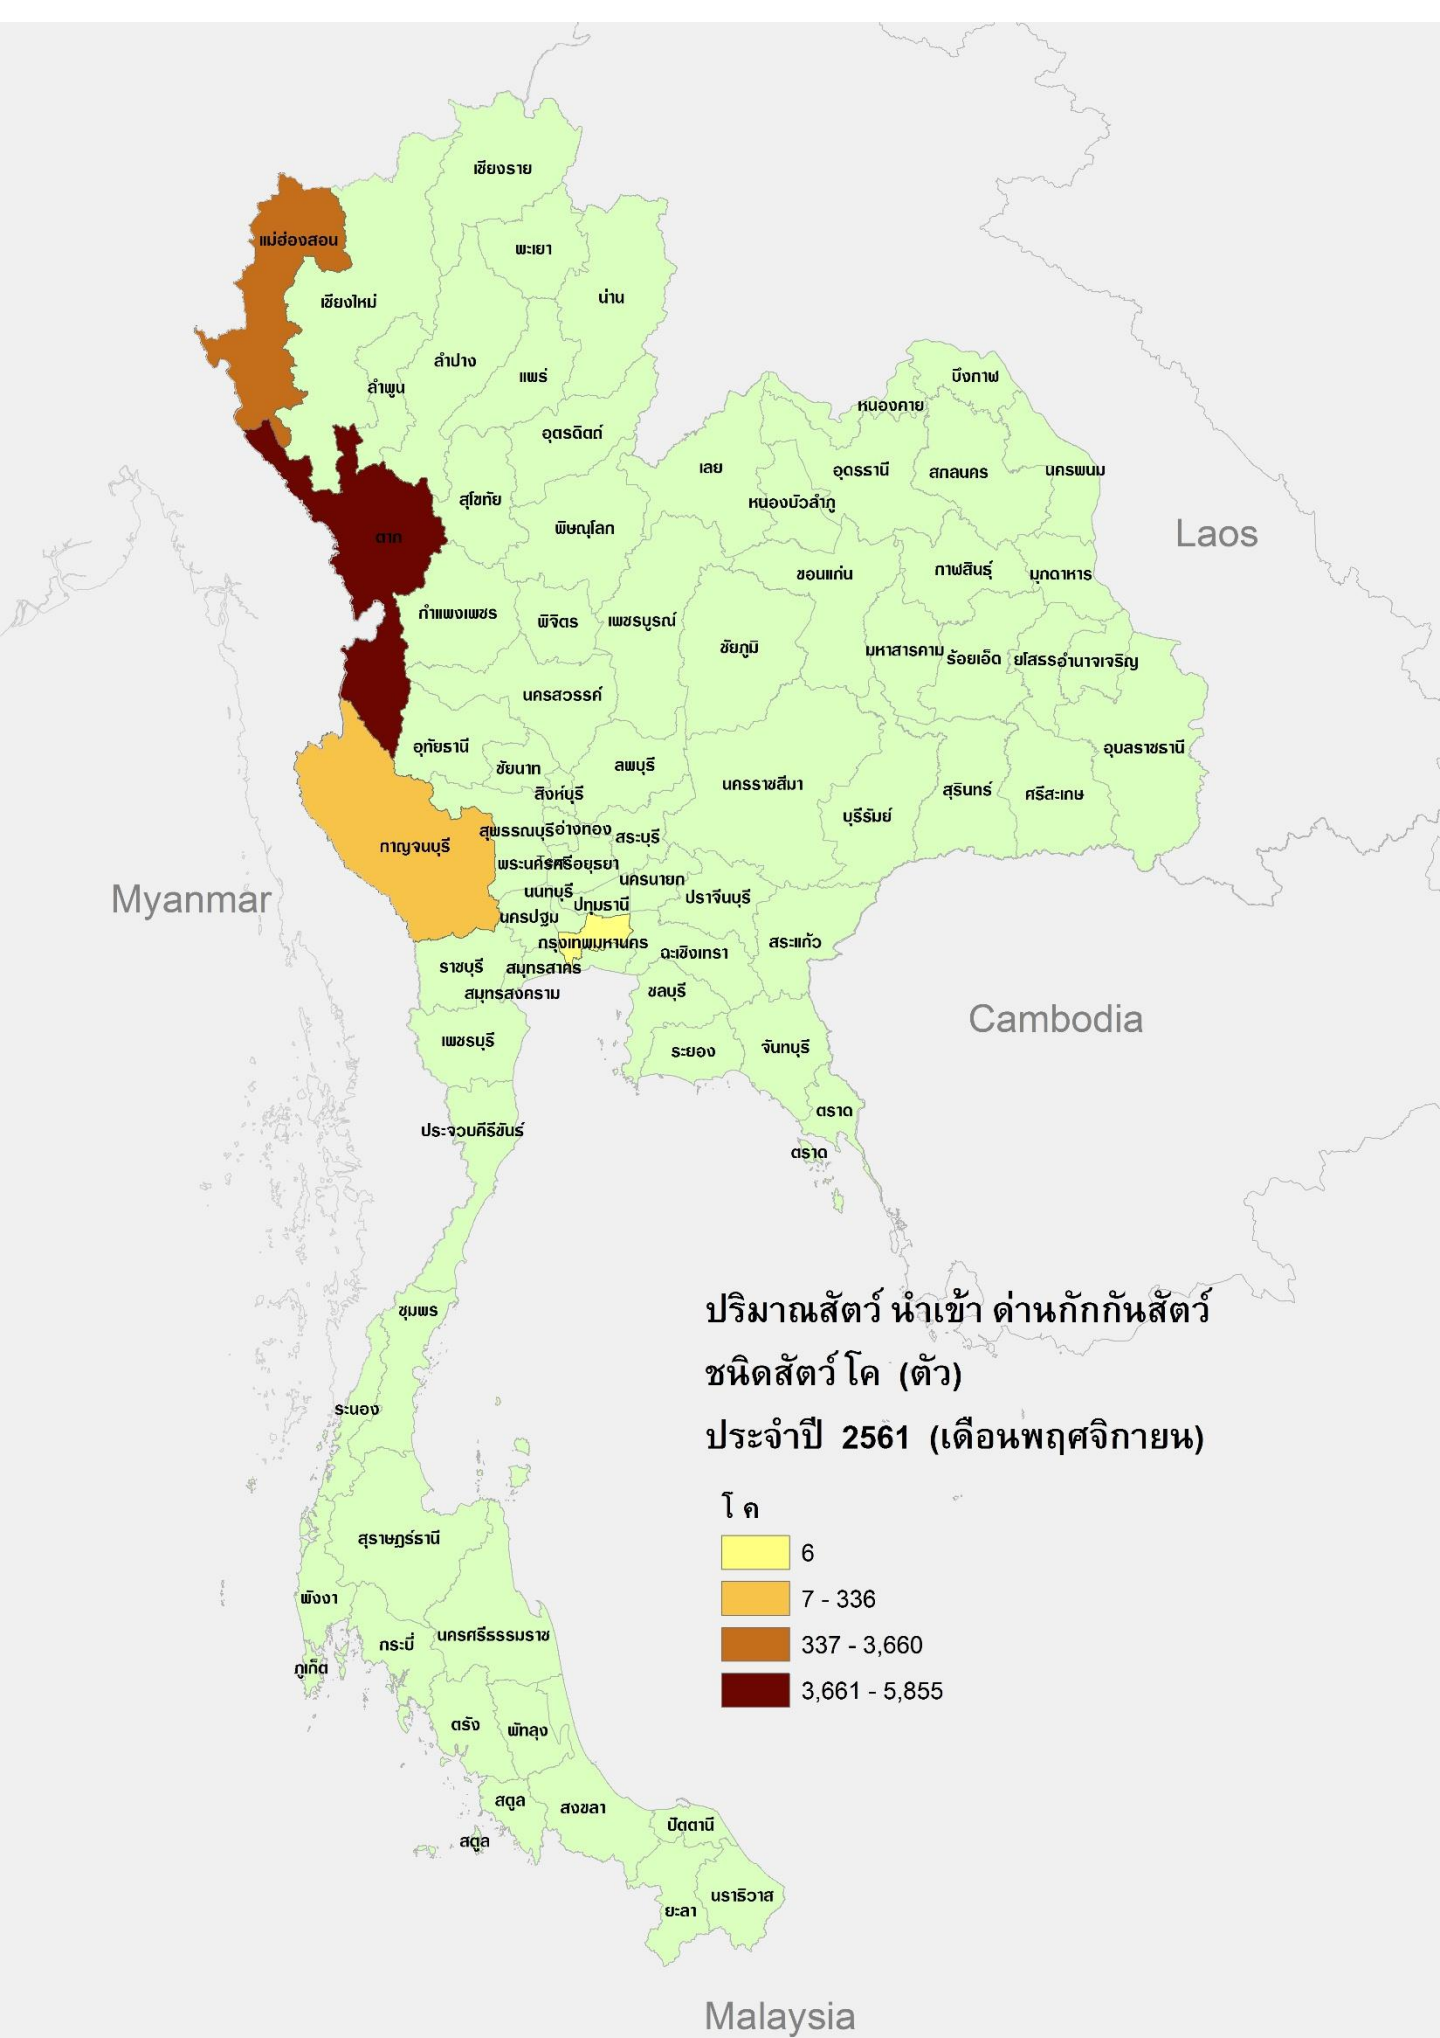 เชียงราย
แม่ฮ่องสอน
พะเยา
เชียงใหม่
น่าน
ลำปาง
แพร่
ลำพูน
บึงกาฬ
หนองคาย
อุตรดิตถ์
เลย
อุดรธานี
สกลนคร
นครพนม
สุโขทัย
หนองบัวลำภู
พิษณุโลก
ตาก
Laos
ขอนแก่น
กาฬสินธุ์
มุกดาหาร
กำแพงเพชร
พิจิตร
เพชรบูรณ์
ชัยภูมิ
มหาสารคาม
ร้อยเอ็ด
ยโสธร
อำนาจเจริญ
นครสวรรค์
อุทัยธานี
อุบลราชธานี
ชัยนาท
ลพบุรี
นครราชสีมา
สุรินทร์
ศรีสะเกษ
สิงห์บุรี
บุรีรัมย์
สุพรรณบุรี
อ่างทอง
สระบุรี
กาญจนบุรี
พระนครศรีอยุธยา
นครนายก
Myanmar
นนทบุรี
ปทุมธานี
ปราจีนบุรี
นครปฐม
กรุงเทพมหานคร
ฉะเชิงเทรา
สระแก้ว
ราชบุรี
สมุทรสาคร
สมุทรสงคราม
ชลบุรี
Cambodia
เพชรบุรี
ระยอง
จันทบุรี
ตราด
ประจวบคีรีขันธ์
ตราด
ชุมพร
ปริมาณสัตว์ นำเข้า ด่านกักกันสัตว์
ชนิดสัตว์ โค (ตัว)
ประจำปี 2561 (เดือนพฤศจิกายน)
ระนอง
โค
สุราษฎร์ธานี
6
พังงา
7 - 336
นครศรีธรรมราช
กระบี่
337 - 3,660
ภูเก็ต
3,661 - 5,855
ตรัง
พัทลุง
สตูล
สงขลา
ปัตตานี
สตูล
นราธิวาส
ยะลา
Malaysia